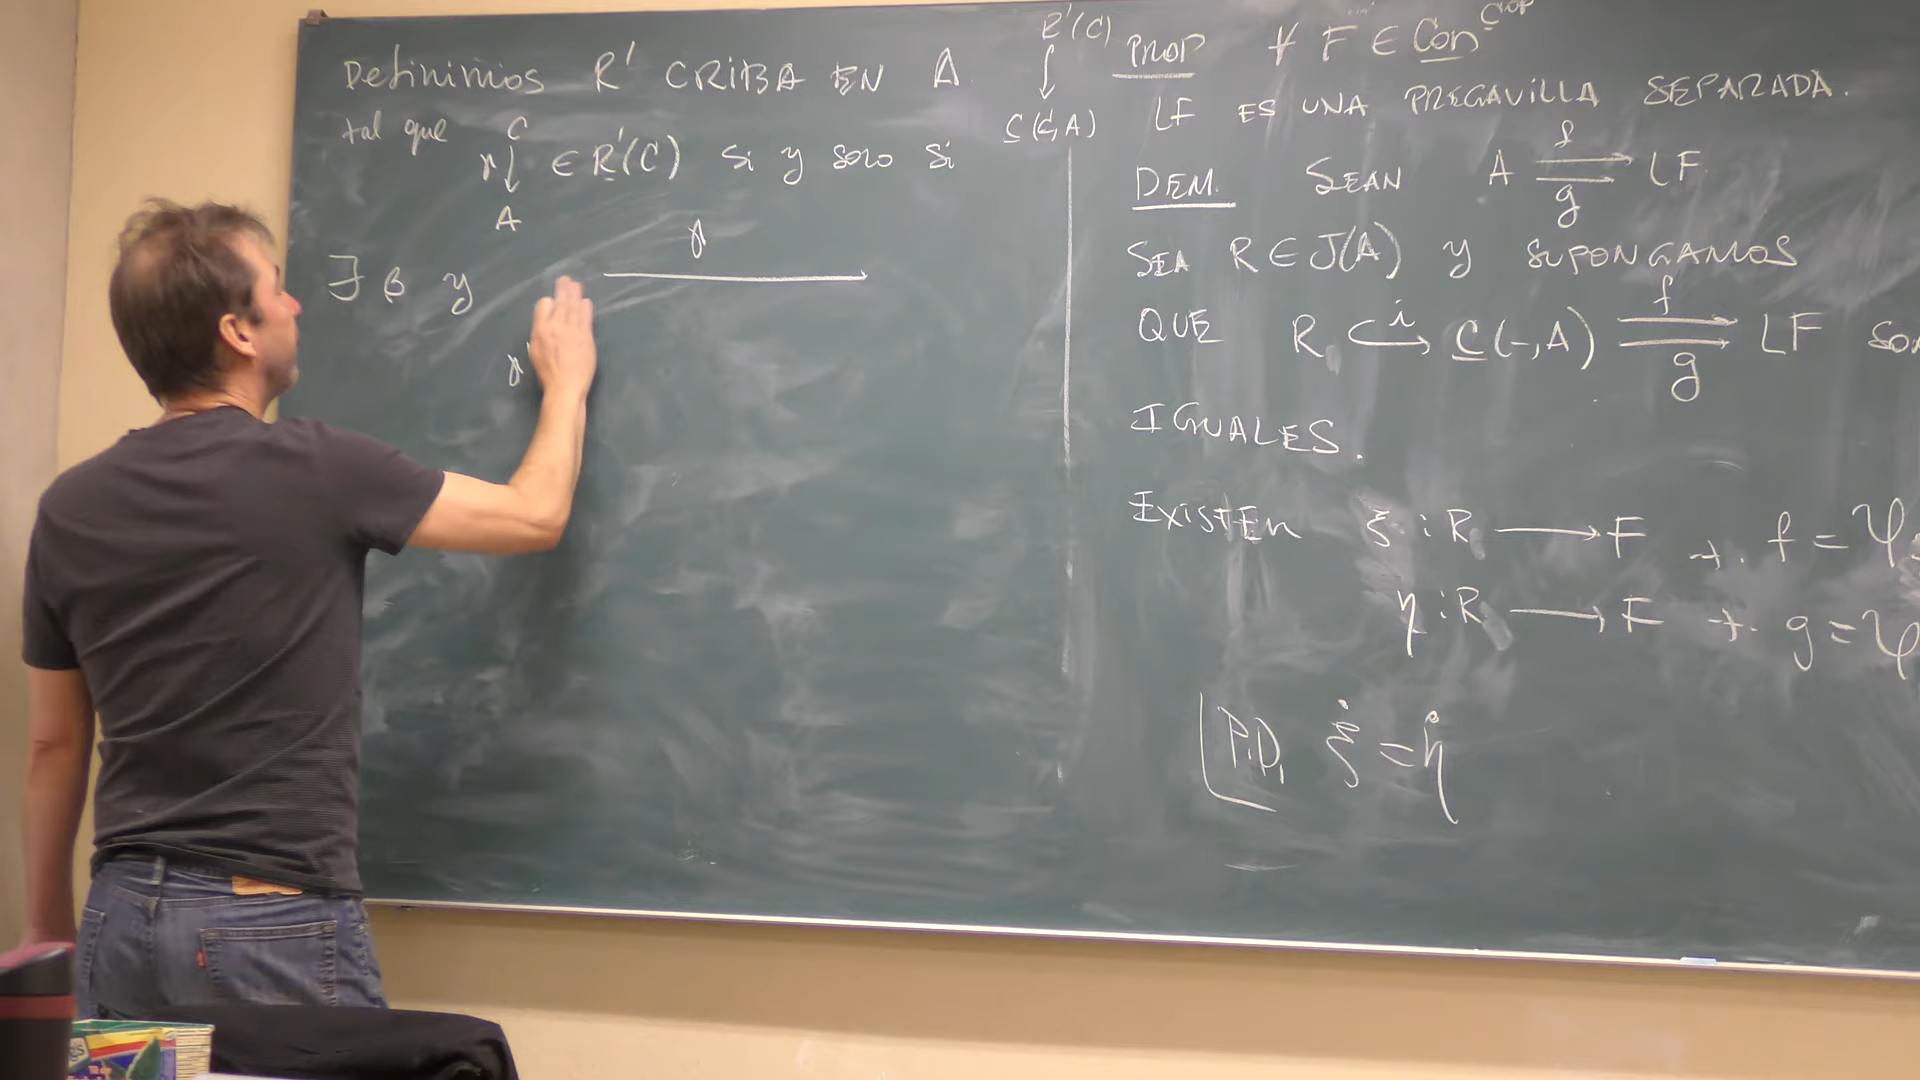 Definimos R' CRIBA EN A
tal que C r↓ A ∈ R'(C) si y solo si
∃ B y
γ
R'(C)
↓
C(C,A)
PROP ∀ F ∈ Con^{C^{op}}
LF ES UNA PREGAVILLA SEPARADA.
DEM. SEAN A ⇉ LF
f
g
SEA R ∈ J(A) y SUPONGAMOS
QUE R ↪ C(-,A) ⇉ LF
i
f
g
IGUALES.
EXISTEN ξ : R ⟶ F +. f = Ψ
η : R ⟶ F +. g = Ψ
P.D. ξ̇ = η̇